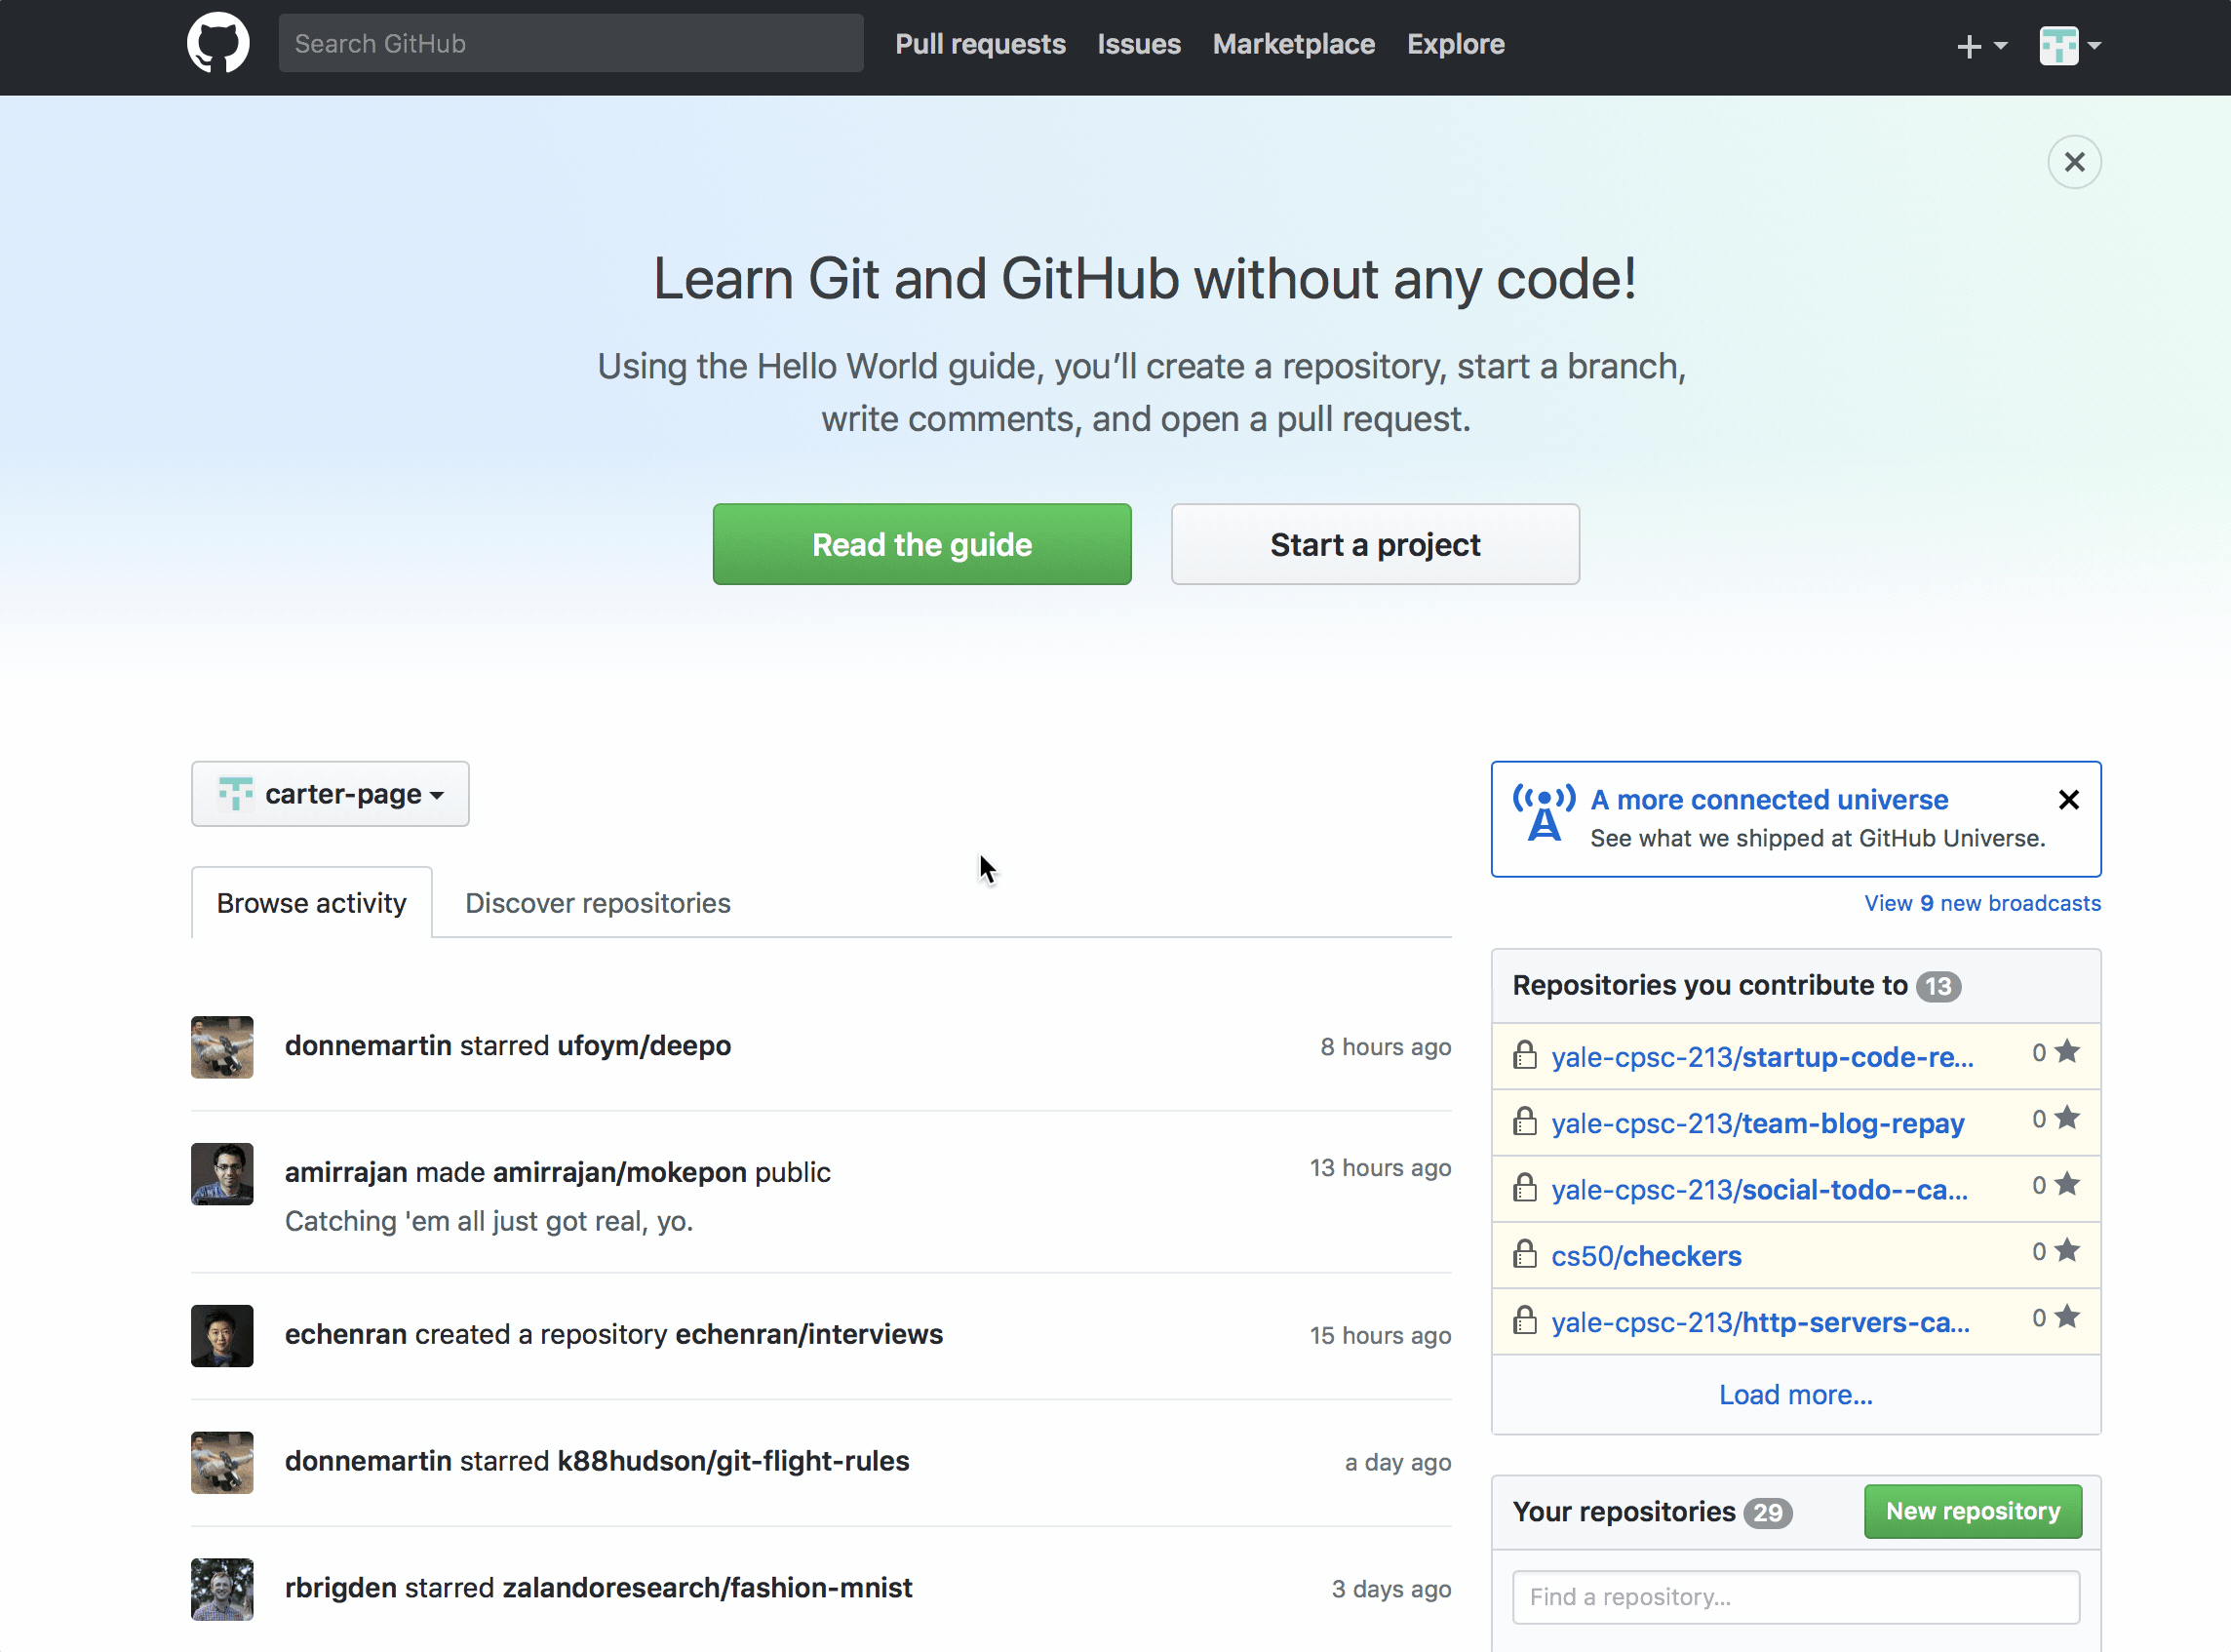 Search GitHub
Pull requests
Issues
Marketplace
Explore
Learn Git and GitHub without any code!
Using the Hello World guide, you’ll create a repository, start a branch,
write comments, and open a pull request.
Read the guide
Start a project
carter-page
Browse activity
Discover repositories
donnemartin starred ufoym/deepo
8 hours ago
amirrajan made amirrajan/mokepon public
13 hours ago
Catching 'em all just got real, yo.
echenran created a repository echenran/interviews
15 hours ago
donnemartin starred k88hudson/git-flight-rules
a day ago
rbrigden starred zalandoresearch/fashion-mnist
3 days ago
A more connected universe
See what we shipped at GitHub Universe.
View 9 new broadcasts
Repositories you contribute to 13
yale-cpsc-213/startup-code-re... 0
yale-cpsc-213/team-blog-repay 0
yale-cpsc-213/social-todo--ca... 0
cs50/checkers 0
yale-cpsc-213/http-servers-ca... 0
Load more...
Your repositories 29
New repository
Find a repository...